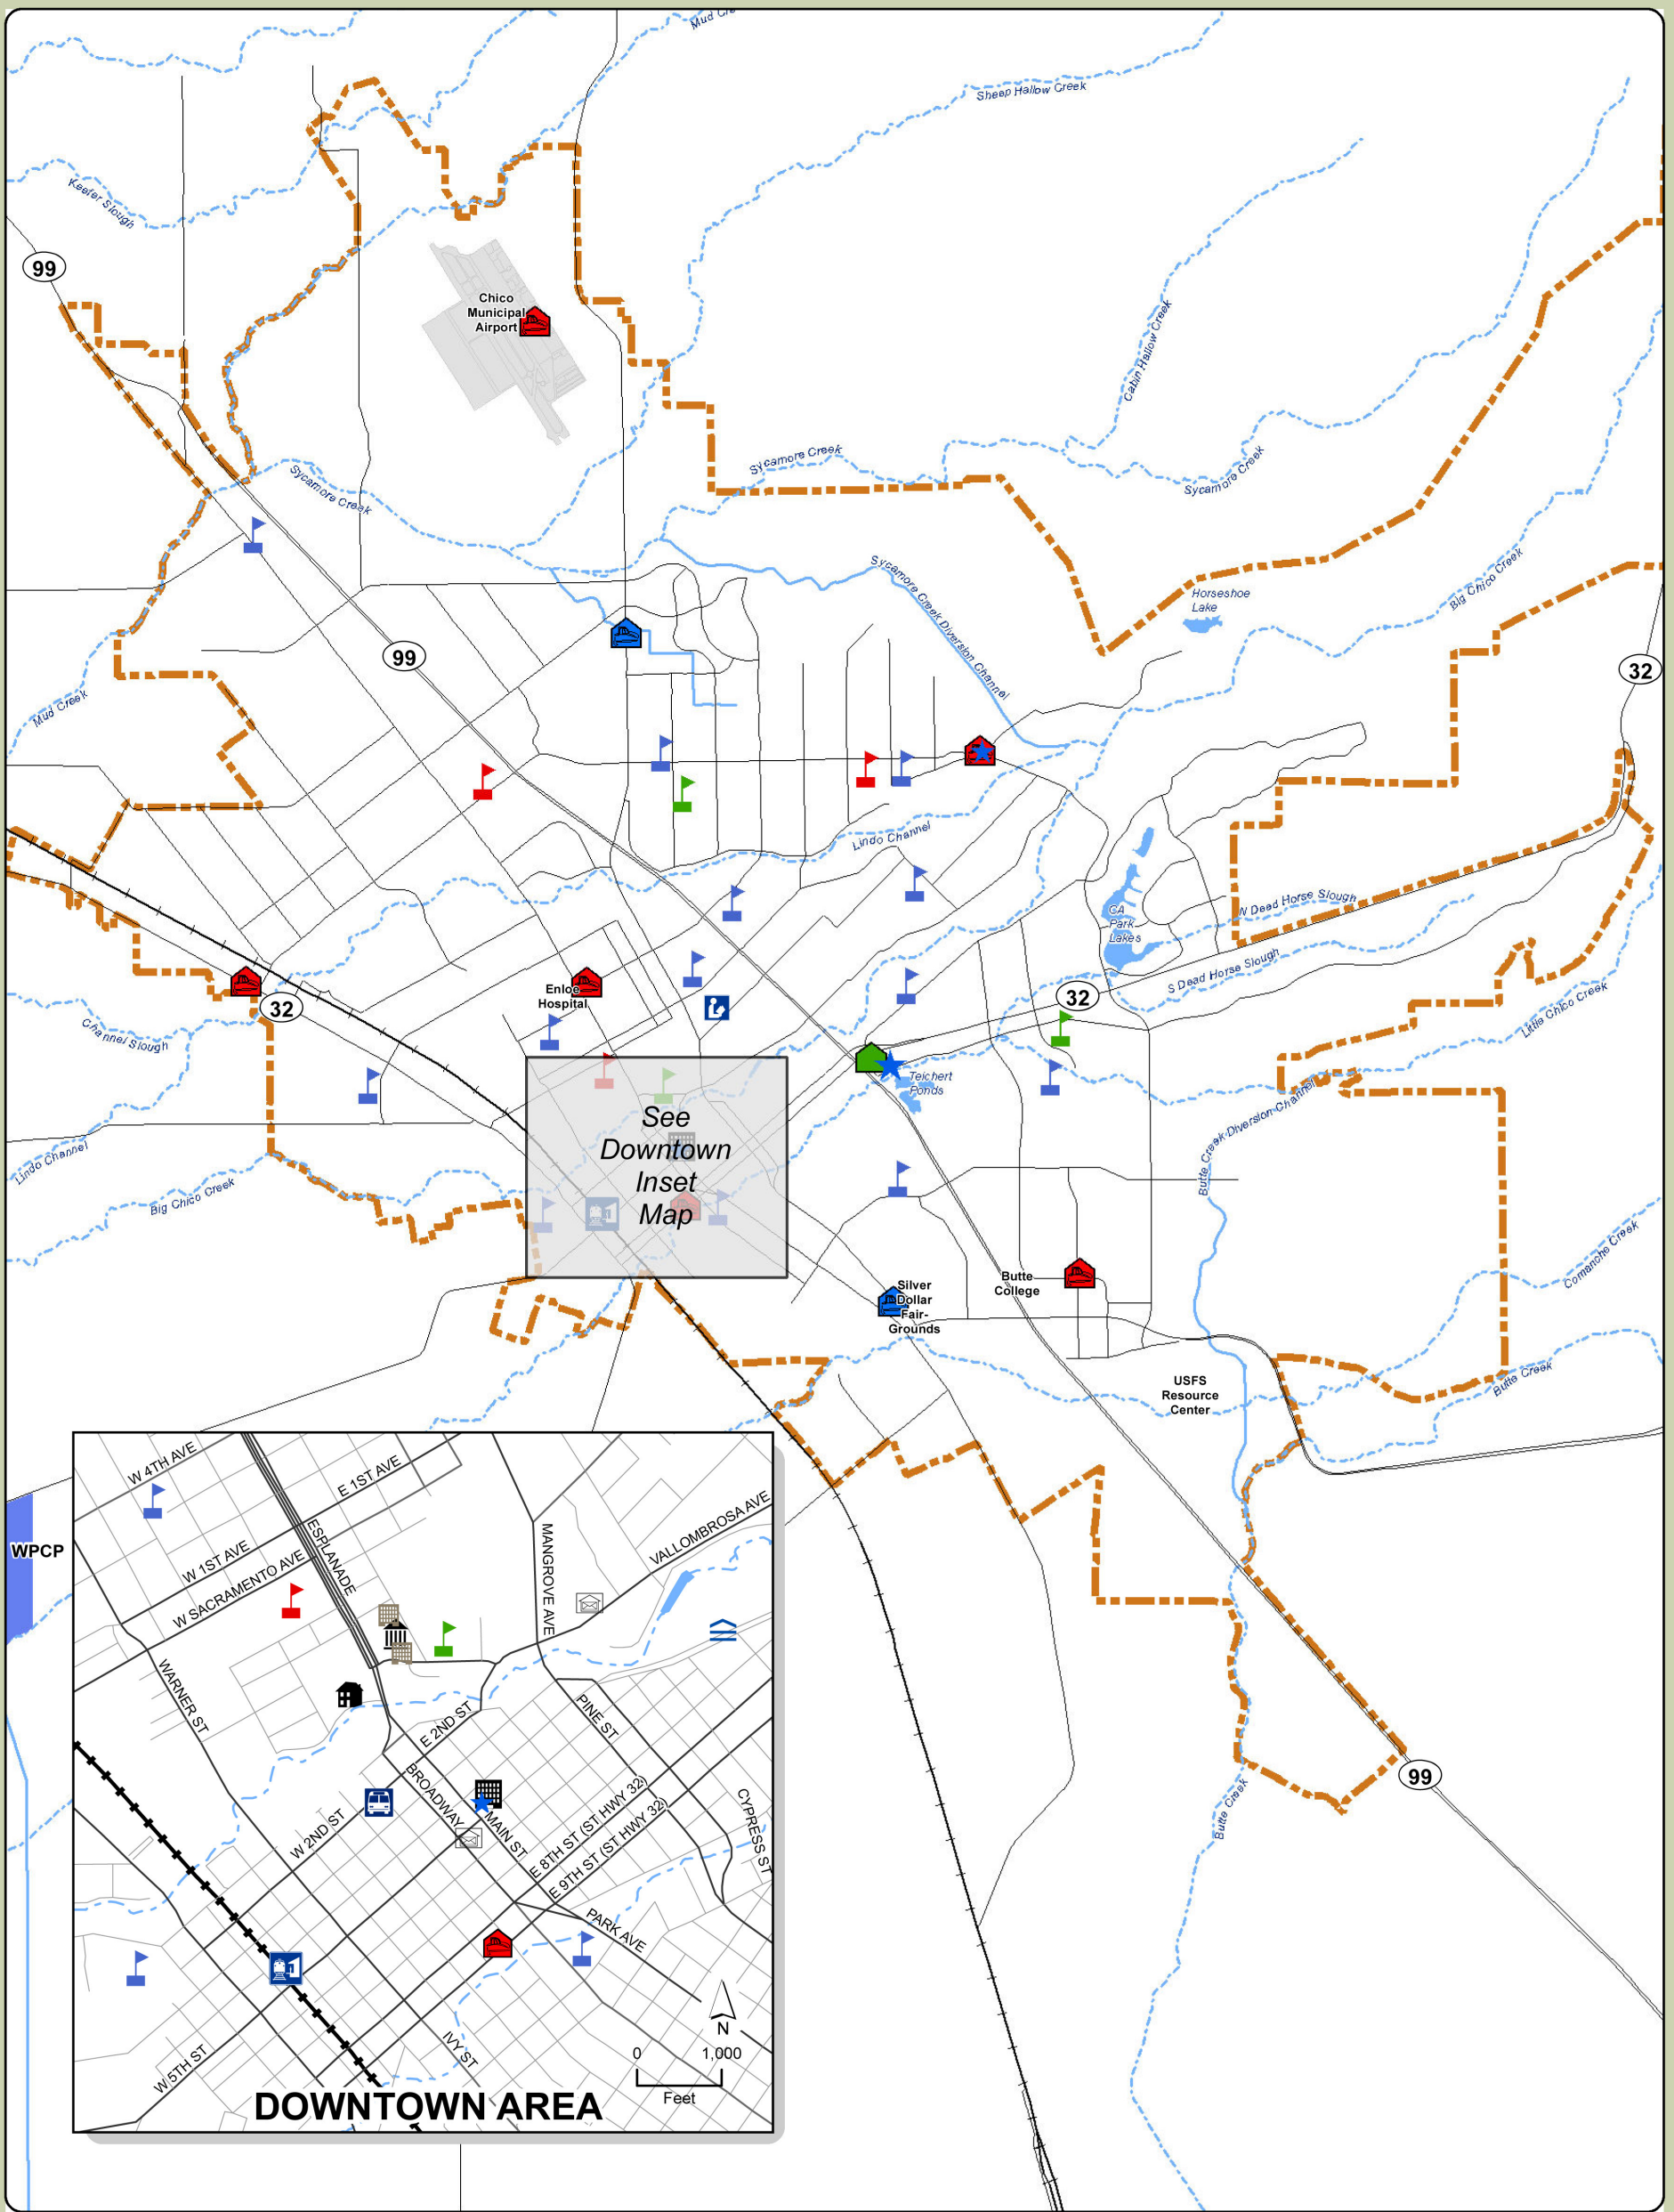 Mud Cre
Sheep Hallow Creek
Keefer Slough
99
Chico
Municipal
Airport
Cabin Hallow Creek
Sycamore Creek
Sycamore Creek
Sycamore Creek
Sycamore Creek Diversion Channel
Horseshoe
Lake
Big Chico Creek
99
32
Mud Creek
Lindo Channel
CA
Park
Lakes
N Dead Horse Slough
S Dead Horse Slough
Enloe
Hospital
32
32
Little Chico Creek
Channel Slough
Teichert
Ponds
See
Downtown
Inset
Map
Butte Creek Diversion Channel
Lindo Channel
Big Chico Creek
Comanche Creek
Butte
College
Silver
Dollar
Fair-
Grounds
USFS
Resource
Center
Butte Creek
WPCP
W 4TH AVE
E 1ST AVE
ESPLANADE
MANGROVE AVE
VALLOMBROSA AVE
W 1ST AVE
W SACRAMENTO AVE
WARNER ST
E 2ND ST
PINE ST
BROADWAY
MAIN ST
W 2ND ST
E 8TH ST (ST HWY 32)
E 9TH ST (ST HWY 32)
CYPRESS ST
PARK AVE
W 5TH ST
IVY ST
N
0
1,000
Feet
DOWNTOWN AREA
99
Butte Creek